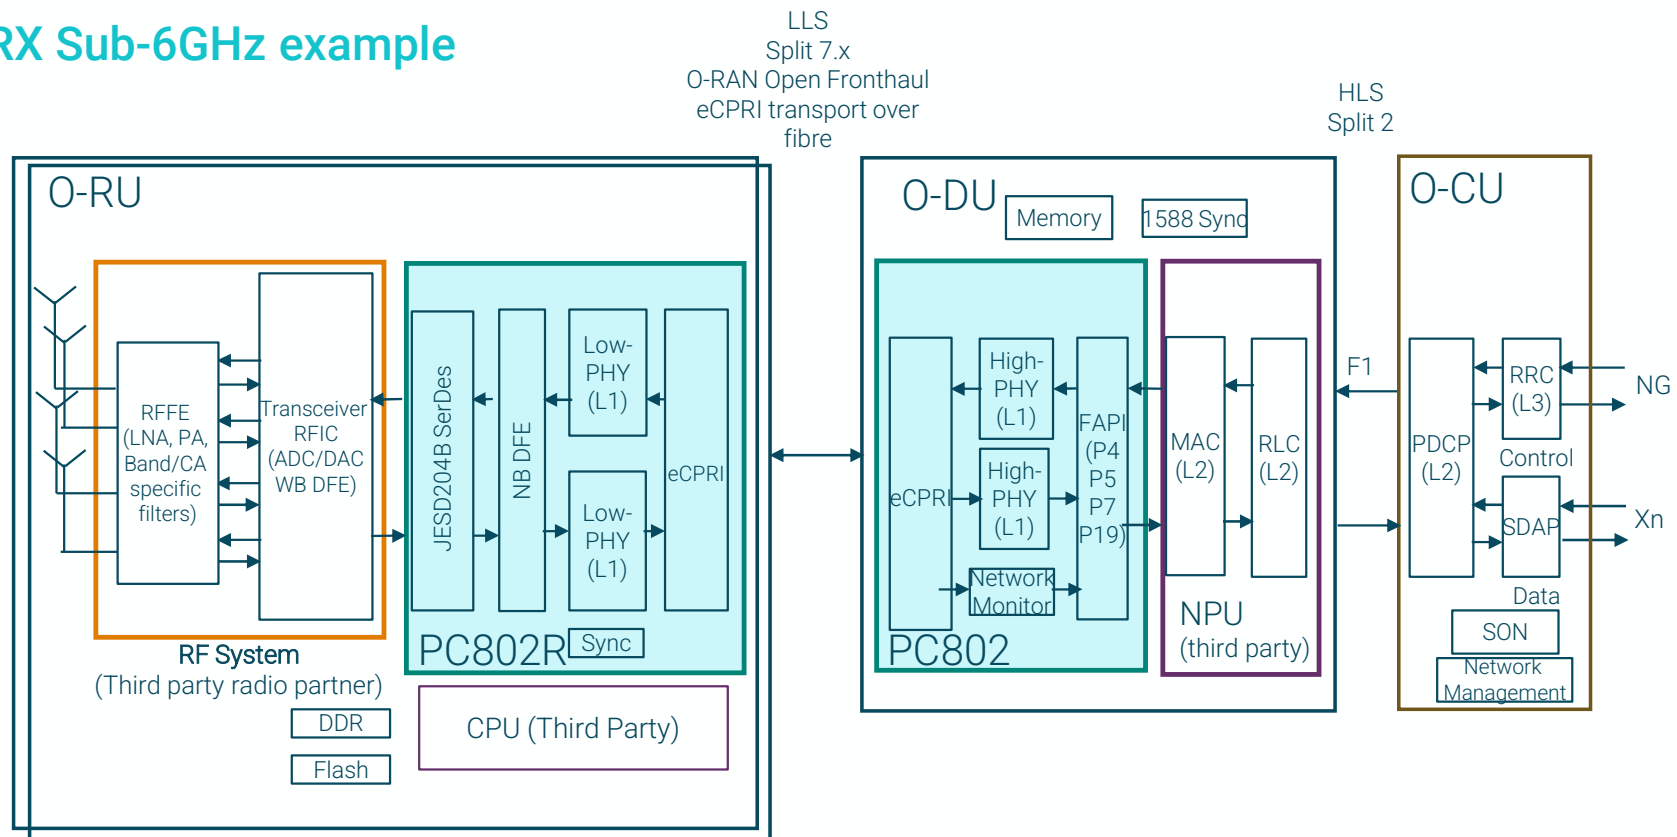 RX Sub-6GHz example
LLS
Split 7.x
O-RAN Open Fronthaul
eCPRI transport over
fibre
HLS
Split 2
O-RU
RFFE
(LNA, PA,
Band/CA
specific
filters)
Transceiver
RFIC
(ADC/DAC
WB DFE)
RF System
(Third party radio partner)
JESD204B SerDes
NB DFE
Low-
PHY
(L1)
Low-
PHY
(L1)
eCPRI
PC802R
Sync
DDR
Flash
CPU (Third Party)
O-DU
Memory
1588 Sync
eCPRI
High-
PHY
(L1)
High-
PHY
(L1)
Network
Monitor
FAPI
(P4
P5
P7
P19)
PC802
MAC
(L2)
RLC
(L2)
NPU
(third party)
F1
O-CU
PDCP
(L2)
RRC
(L3)
Control
SDAP
Data
SON
Network
Management
NG
Xn